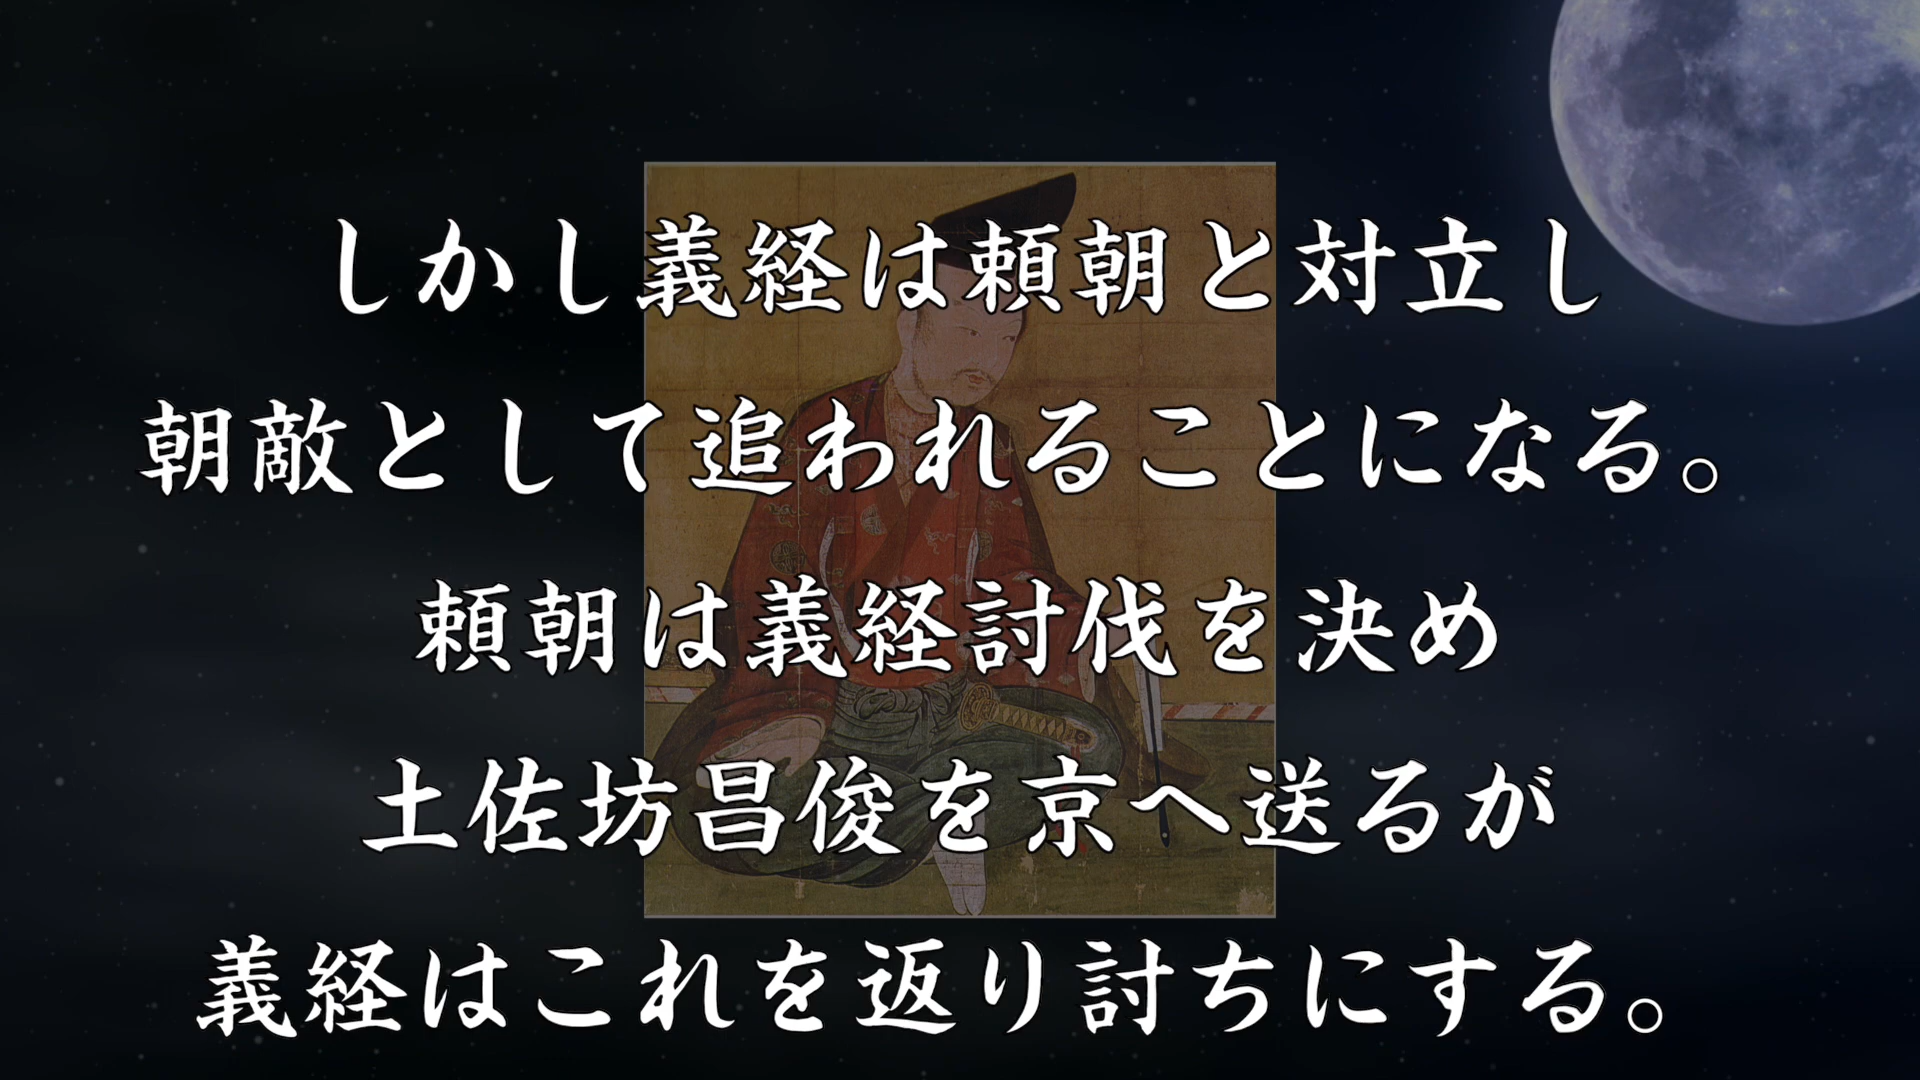 しかし義経は頼朝と対立し
朝敵として追われることになる。
頼朝は義経討伐を決め
土佐坊昌俊を京へ送るが
義経はこれを返り討ちにする。